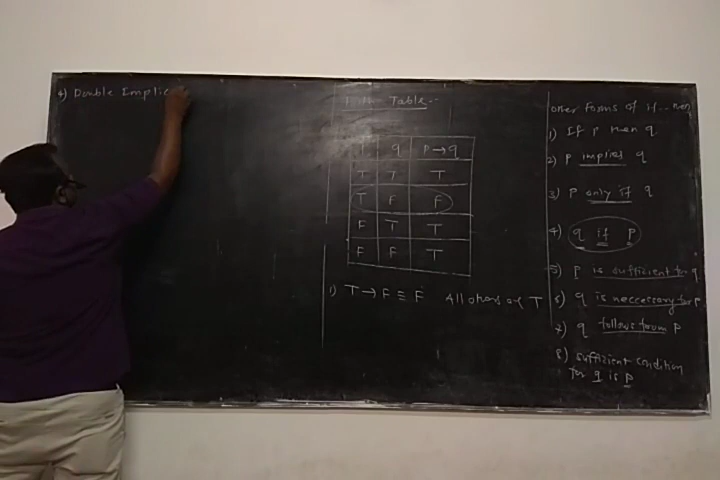 4) Double Implic
Table:-
q P→q
T T T
T F F
F T T
F F T
1) T→F ≡ F All others are T
other forms of if...then
1) If P then q
2) P implies q
3) P only if q
4) q if P
5) P is sufficient for q
6) q is neccessary for P
7) q follows from P
8) sufficient condition
for q is P